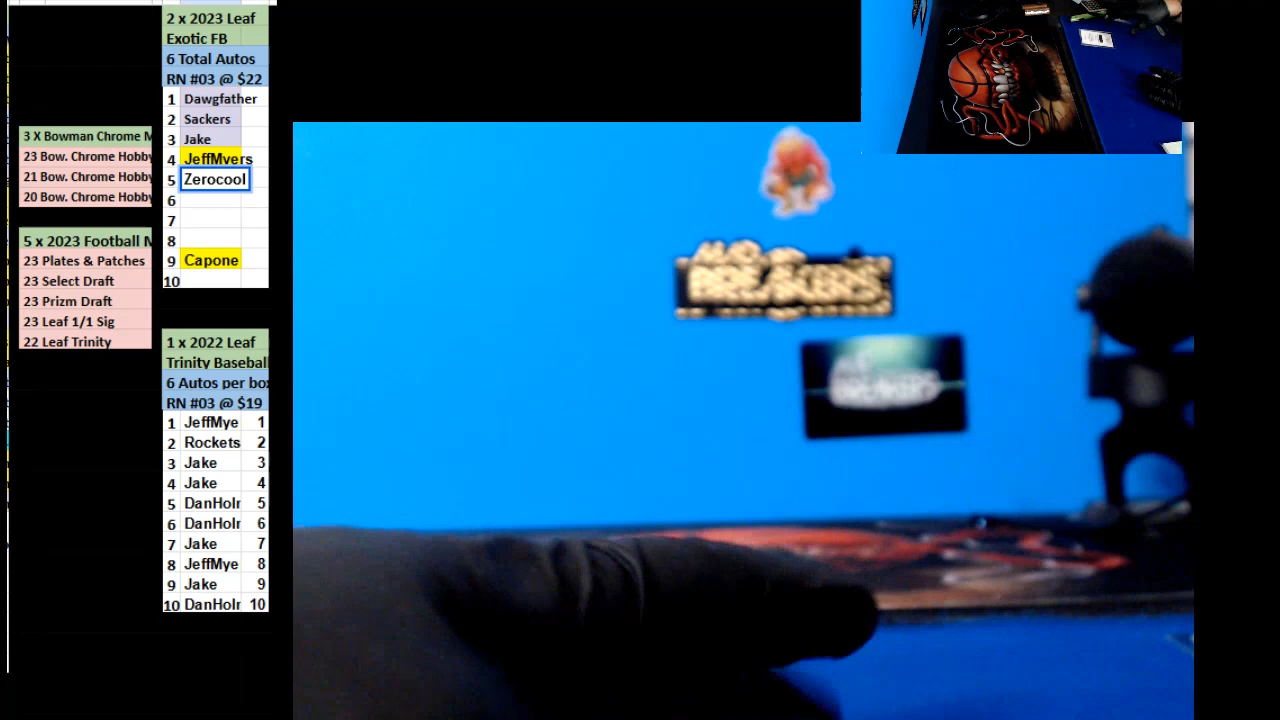 3 X Bowman Chrome M
23 Bow. Chrome Hobby
21 Bow. Chrome Hobby
20 Bow. Chrome Hobby
5 x 2023 Football M
23 Plates & Patches
23 Select Draft
23 Prizm Draft
23 Leaf 1/1 Sig
22 Leaf Trinity
2 x 2023 Leaf
Exotic FB
6 Total Autos
RN #03 @ $22
1 Dawgfather
2 Sackers
3 Jake
4 JeffMyers
5 Zerocool
6
7
8
9 Capone
10
1 x 2022 Leaf
Trinity Baseball
6 Autos per box
RN #03 @ $19
1 JeffMye 1
2 Rockets 2
3 Jake 3
4 Jake 4
5 DanHolm 5
6 DanHolm 6
7 Jake 7
8 JeffMye 8
9 Jake 9
10 DanHolm 10
BREAKERS
BREAKERS